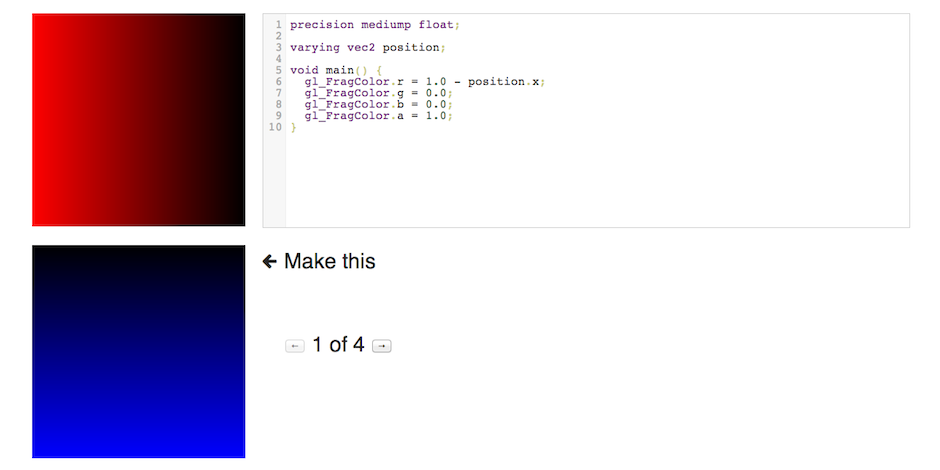 1 precision mediump float;
2
3 varying vec2 position;
4
5 void main() {
6   gl_FragColor.r = 1.0 - position.x;
7   gl_FragColor.g = 0.0;
8   gl_FragColor.b = 0.0;
9   gl_FragColor.a = 1.0;
10 }
← Make this
← 1 of 4 →